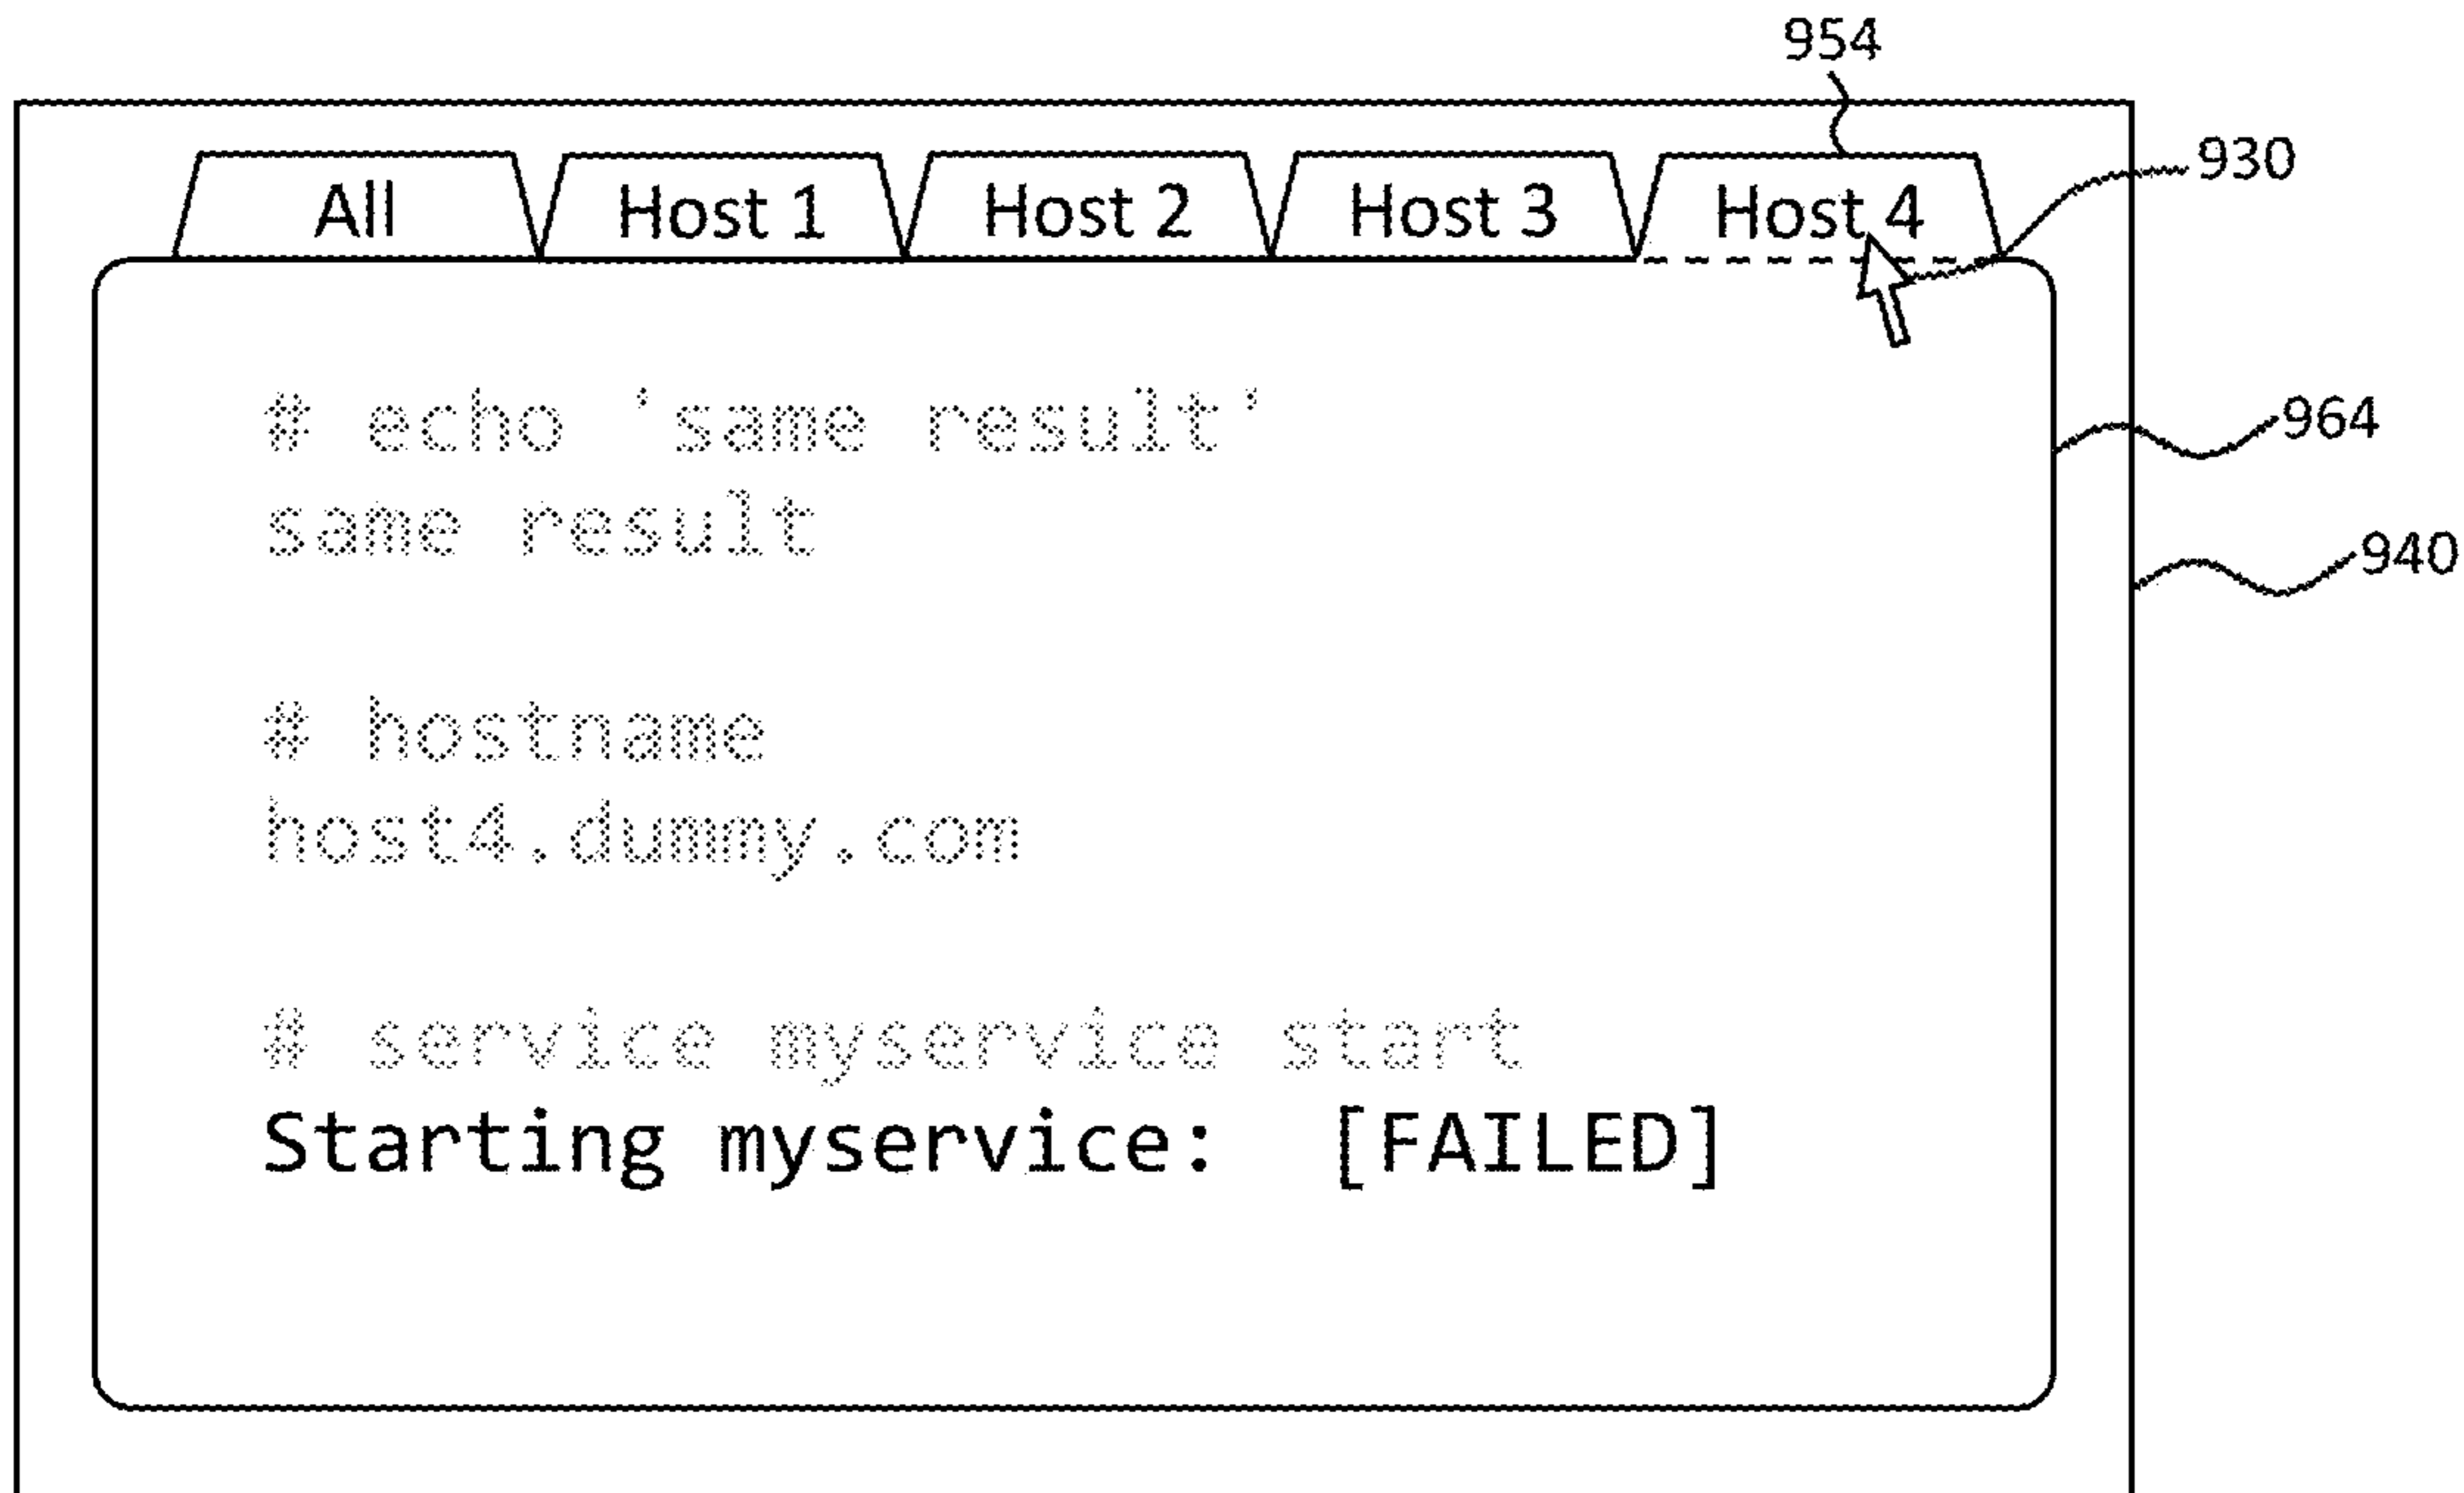 954
All Host 1 Host 2 Host 3 Host 4
930
# echo 'same result'
964
same result
940
# hostname
host4.dummy.com
# service myservice start
Starting myservice:  [FAILED]